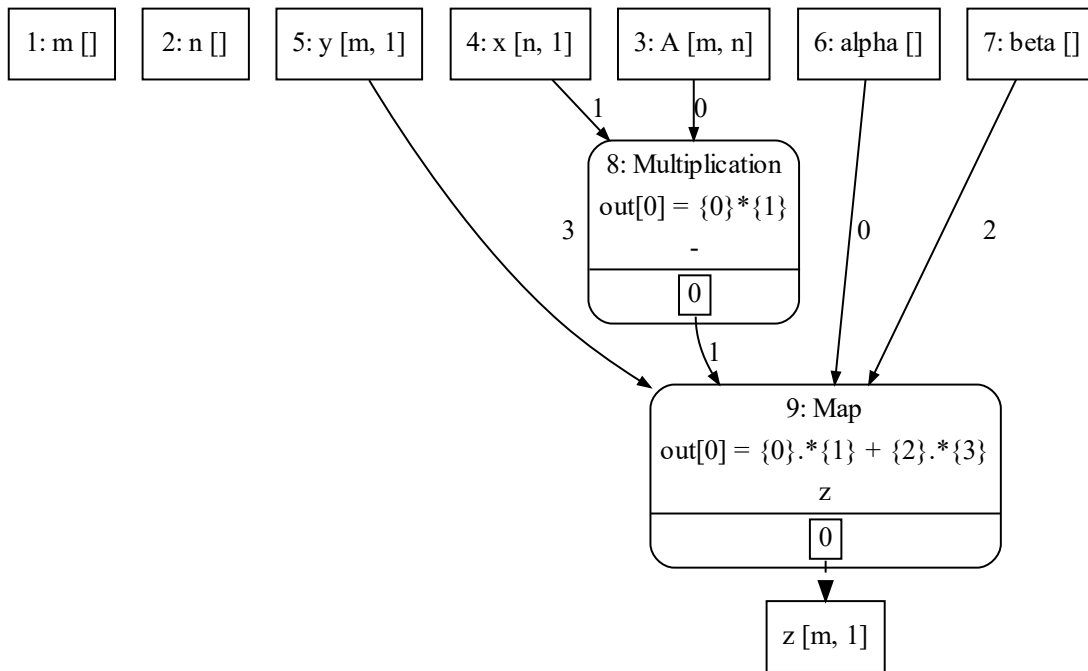 1: m []
2: n []
5: y [m, 1]
4: x [n, 1]
3: A [m, n]
6: alpha []
7: beta []
1
0
8: Multiplication
out[0] = {0}*{1}
-
0
3
0
2
1
9: Map
out[0] = {0}.*{1} + {2}.*{3}
z
0
z [m, 1]